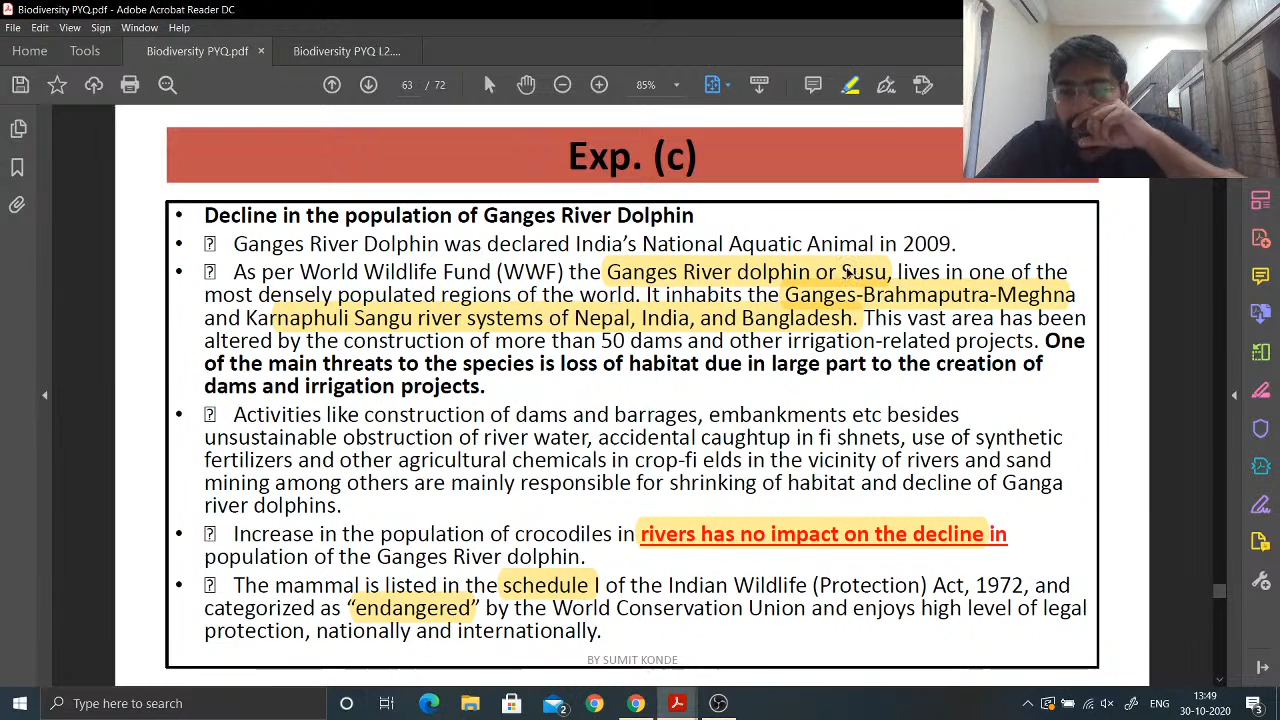 Biodiversity PYQ.pdf - Adobe Acrobat Reader DC
File Edit View Sign Window Help
Home Tools Biodiversity PYQ.pdf × Biodiversity PYQ L2....
63 / 72 85%
Exp. (c)
• Decline in the population of Ganges River Dolphin
• Ganges River Dolphin was declared India’s National Aquatic Animal in 2009.
• As per World Wildlife Fund (WWF) the Ganges River dolphin or Susu, lives in one of the
most densely populated regions of the world. It inhabits the Ganges-Brahmaputra-Meghna
and Karnaphuli Sangu river systems of Nepal, India, and Bangladesh. This vast area has been
altered by the construction of more than 50 dams and other irrigation-related projects. One
of the main threats to the species is loss of habitat due in large part to the creation of
dams and irrigation projects.
• Activities like construction of dams and barrages, embankments etc besides
unsustainable obstruction of river water, accidental caughtup in fi shnets, use of synthetic
fertilizers and other agricultural chemicals in crop-fi elds in the vicinity of rivers and sand
mining among others are mainly responsible for shrinking of habitat and decline of Ganga
river dolphins.
• Increase in the population of crocodiles in rivers has no impact on the decline in
population of the Ganges River dolphin.
• The mammal is listed in the schedule I of the Indian Wildlife (Protection) Act, 1972, and
categorized as “endangered” by the World Conservation Union and enjoys high level of legal
protection, nationally and internationally.
BY SUMIT KONDE
Type here to search
2
ENG
13:49
30-10-2020
3